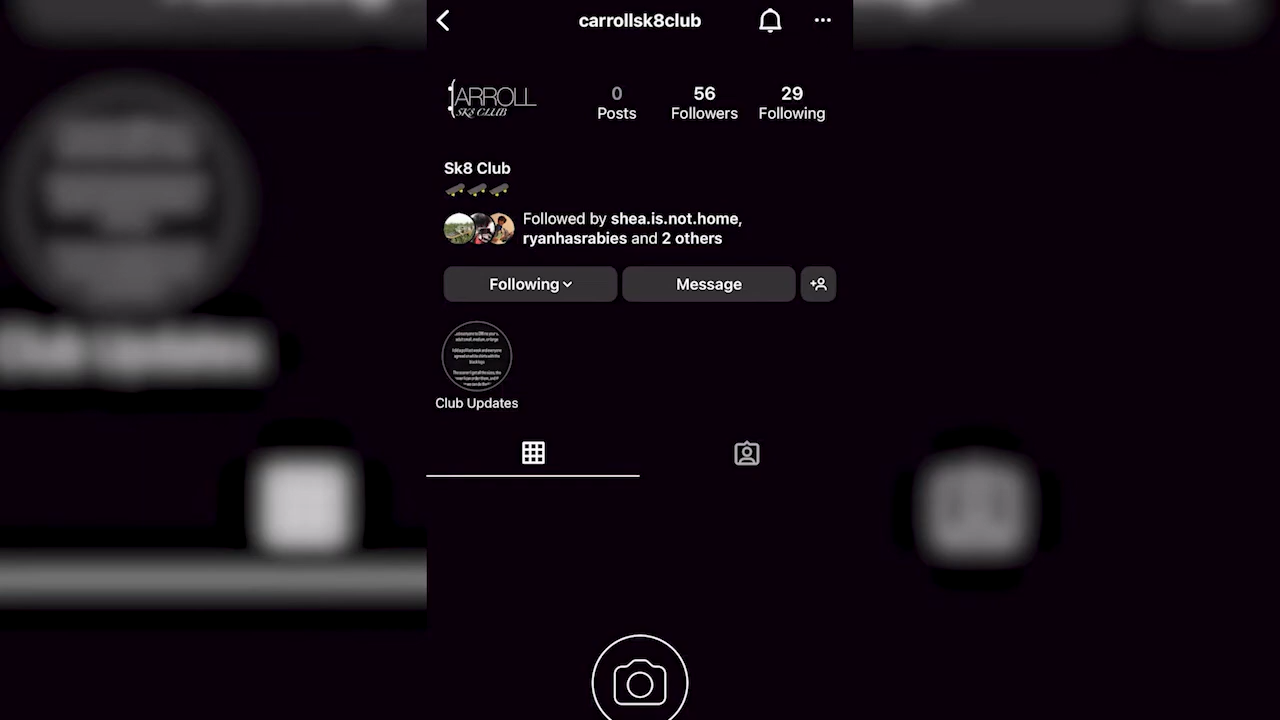 carrollsk8club
ARROLL
SK8 CLUB
0
Posts
56
Followers
29
Following
Sk8 Club
Followed by shea.is.not.home,
ryanhasrabies and 2 others
Following
Message
Club Updates